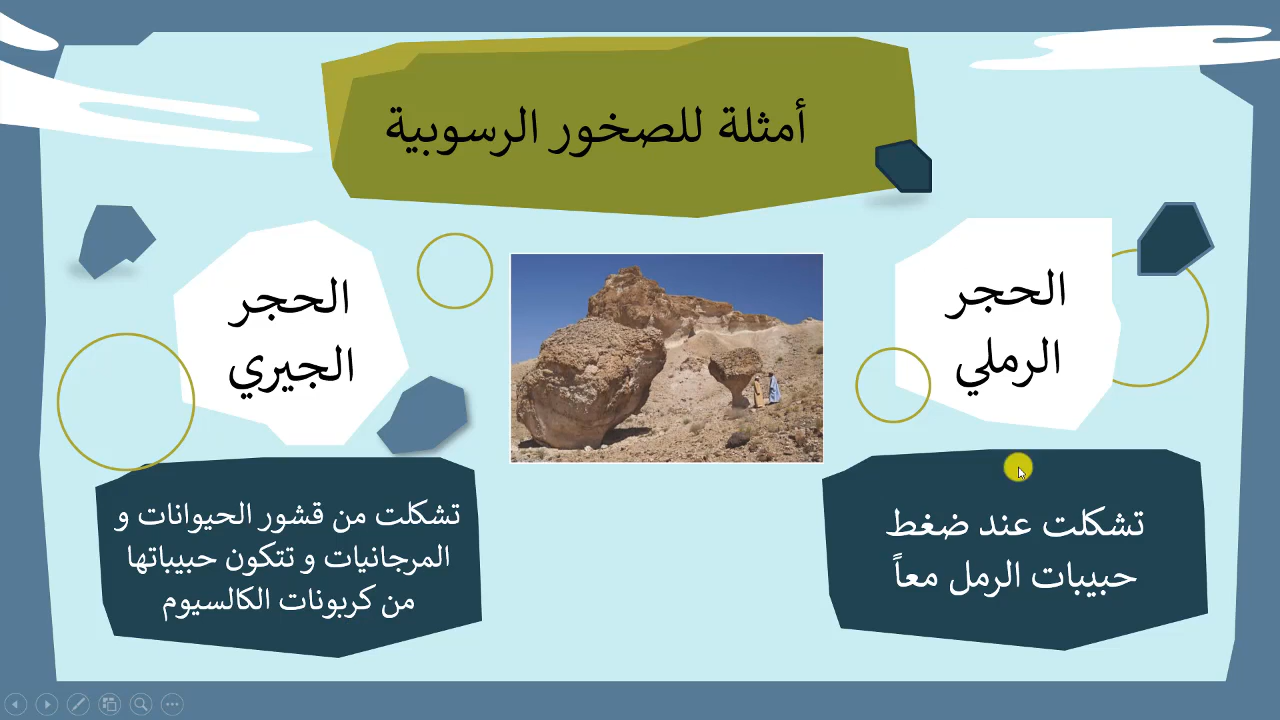 أمثلة للصخور الرسوبية
الحجر
الرملي
تشكلت عند ضغط
حبيبات الرمل معاً
الحجر
الجيري
تشكلت من قشور الحيوانات و
المرجانيات و تتكون حبيباتها
من كربونات الكالسيوم